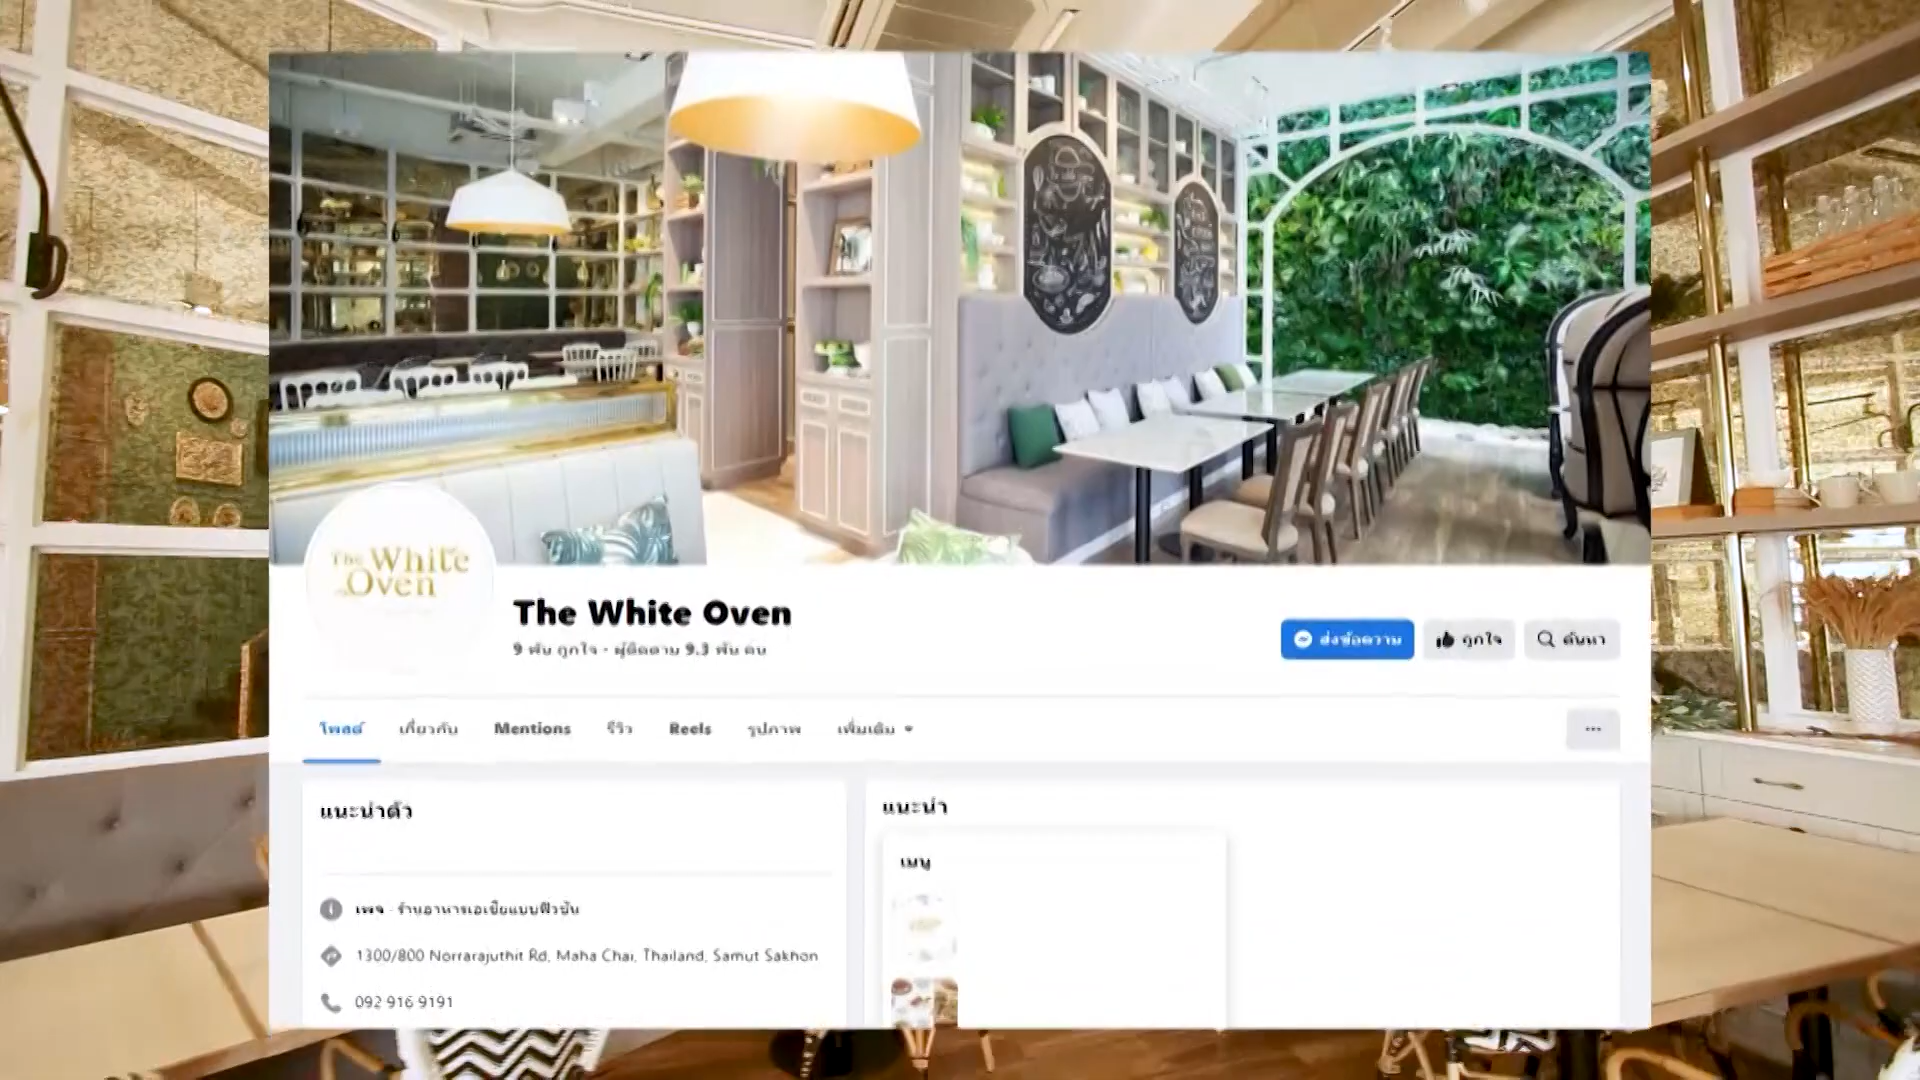 The White
Oven
The White Oven
9 พัน ถูกใจ • ผู้ติดตาม 9.3 พัน คน
ส่งข้อความ
ถูกใจ
ค้นหา
โพสต์
เกี่ยวกับ
Mentions
รีวิว
Reels
รูปภาพ
เพิ่มเติม
แนะนำตัว
เพจ · ร้านอาหารเอเชียแบบฟิวชั่น
1300/800 Norrarajuthit Rd, Maha Chai, Thailand, Samut Sakhon
092 916 9191
แนะนำ
เมนู